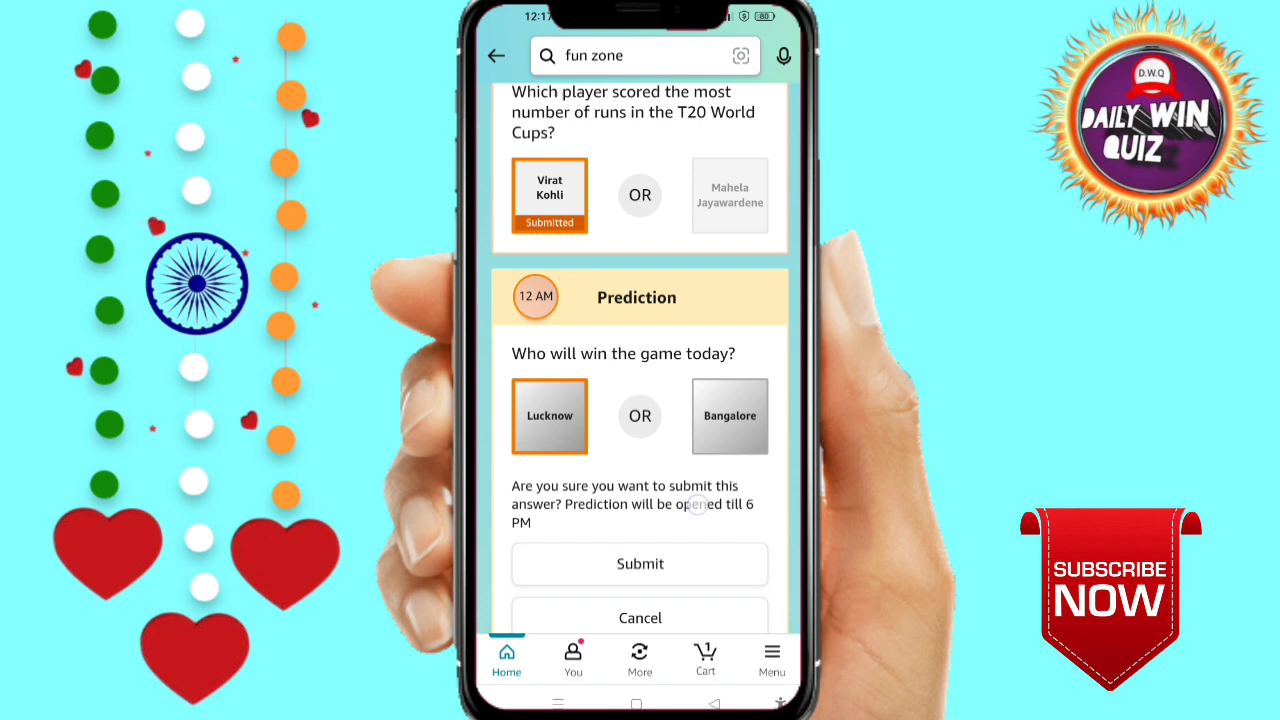 12:17
80
fun zone
Which player scored the most
number of runs in the T20 World
Cups?
Virat
Kohli
Submitted
OR
Mahela
Jayawardene
12 AM
Prediction
Who will win the game today?
Lucknow
OR
Bangalore
Are you sure you want to submit this
answer? Prediction will be opened till 6
PM
Submit
Cancel
Home
You
More
1
Cart
Menu
D.W.Q
DAILY WIN
QUIZ
SUBSCRIBE
NOW